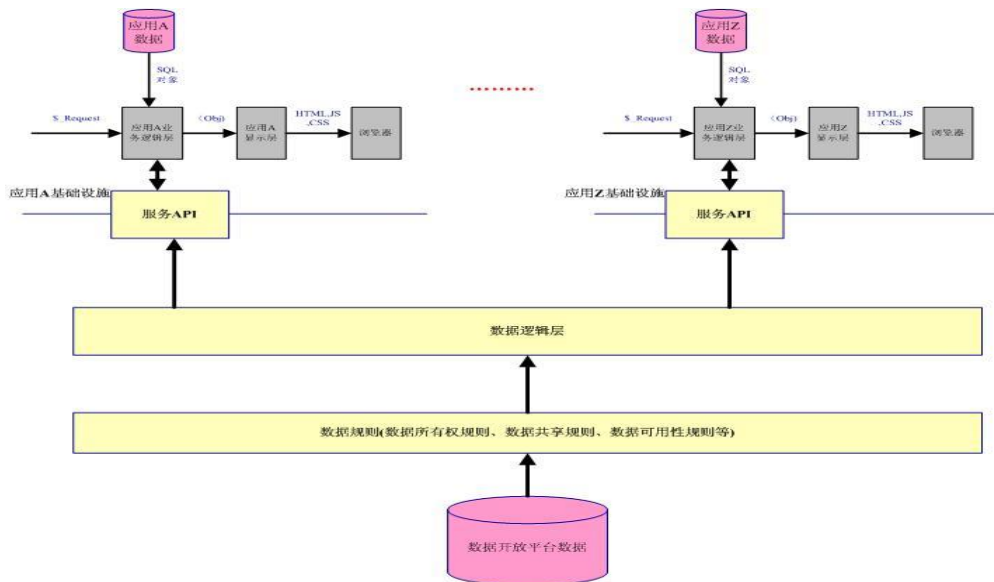 应用A
数据
应用Z
数据
SQL
对象
SQL
对象
.........
$_Request
应用A业
务逻辑层
(Obj)
应用A
显示层
HTML,JS
,CSS
浏览器
$_Request
应用Z业
务逻辑层
(Obj)
应用Z
显示层
HTML,JS
,CSS
浏览器
应用A基础设施
服务API
应用Z基础设施
服务API
数据逻辑层
数据规则(数据所有权规则、数据共享规则、数据可用性规则等)
数据开放平台数据